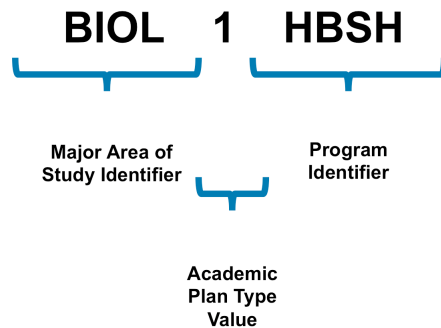 BIOL 1 HBSH
Major Area of
Study Identifier
Program
Identifier
Academic
Plan Type
Value